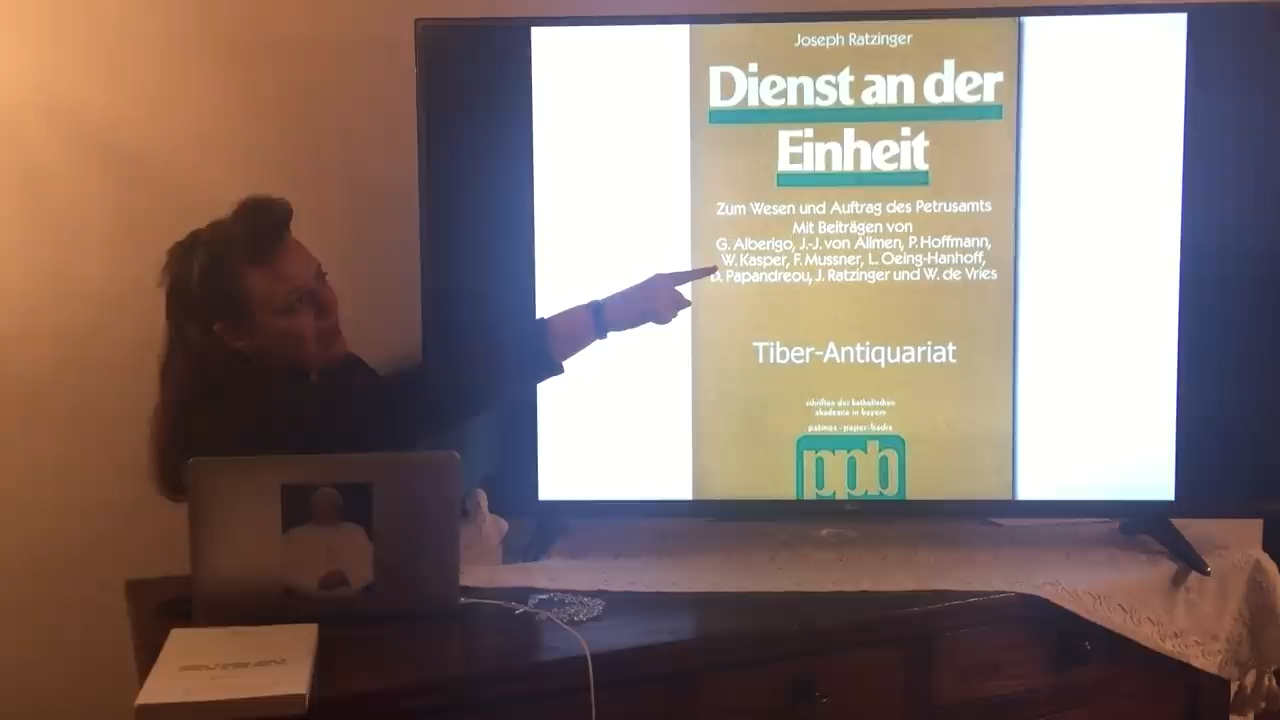 Joseph Ratzinger
Dienst an der
Einheit
Zum Wesen und Auftrag des Petrusamts
Mit Beiträgen von
G. Alberigo, J.-J. von Allmen, P. Hoffmann,
W. Kasper, F. Mussner, L. Oeing-Hanhoff,
D. Papandreou, J. Ratzinger und W. de Vries
Tiber-Antiquariat
schriften der katholischen
akademie in bayern
patmos-paper-backs
ppb